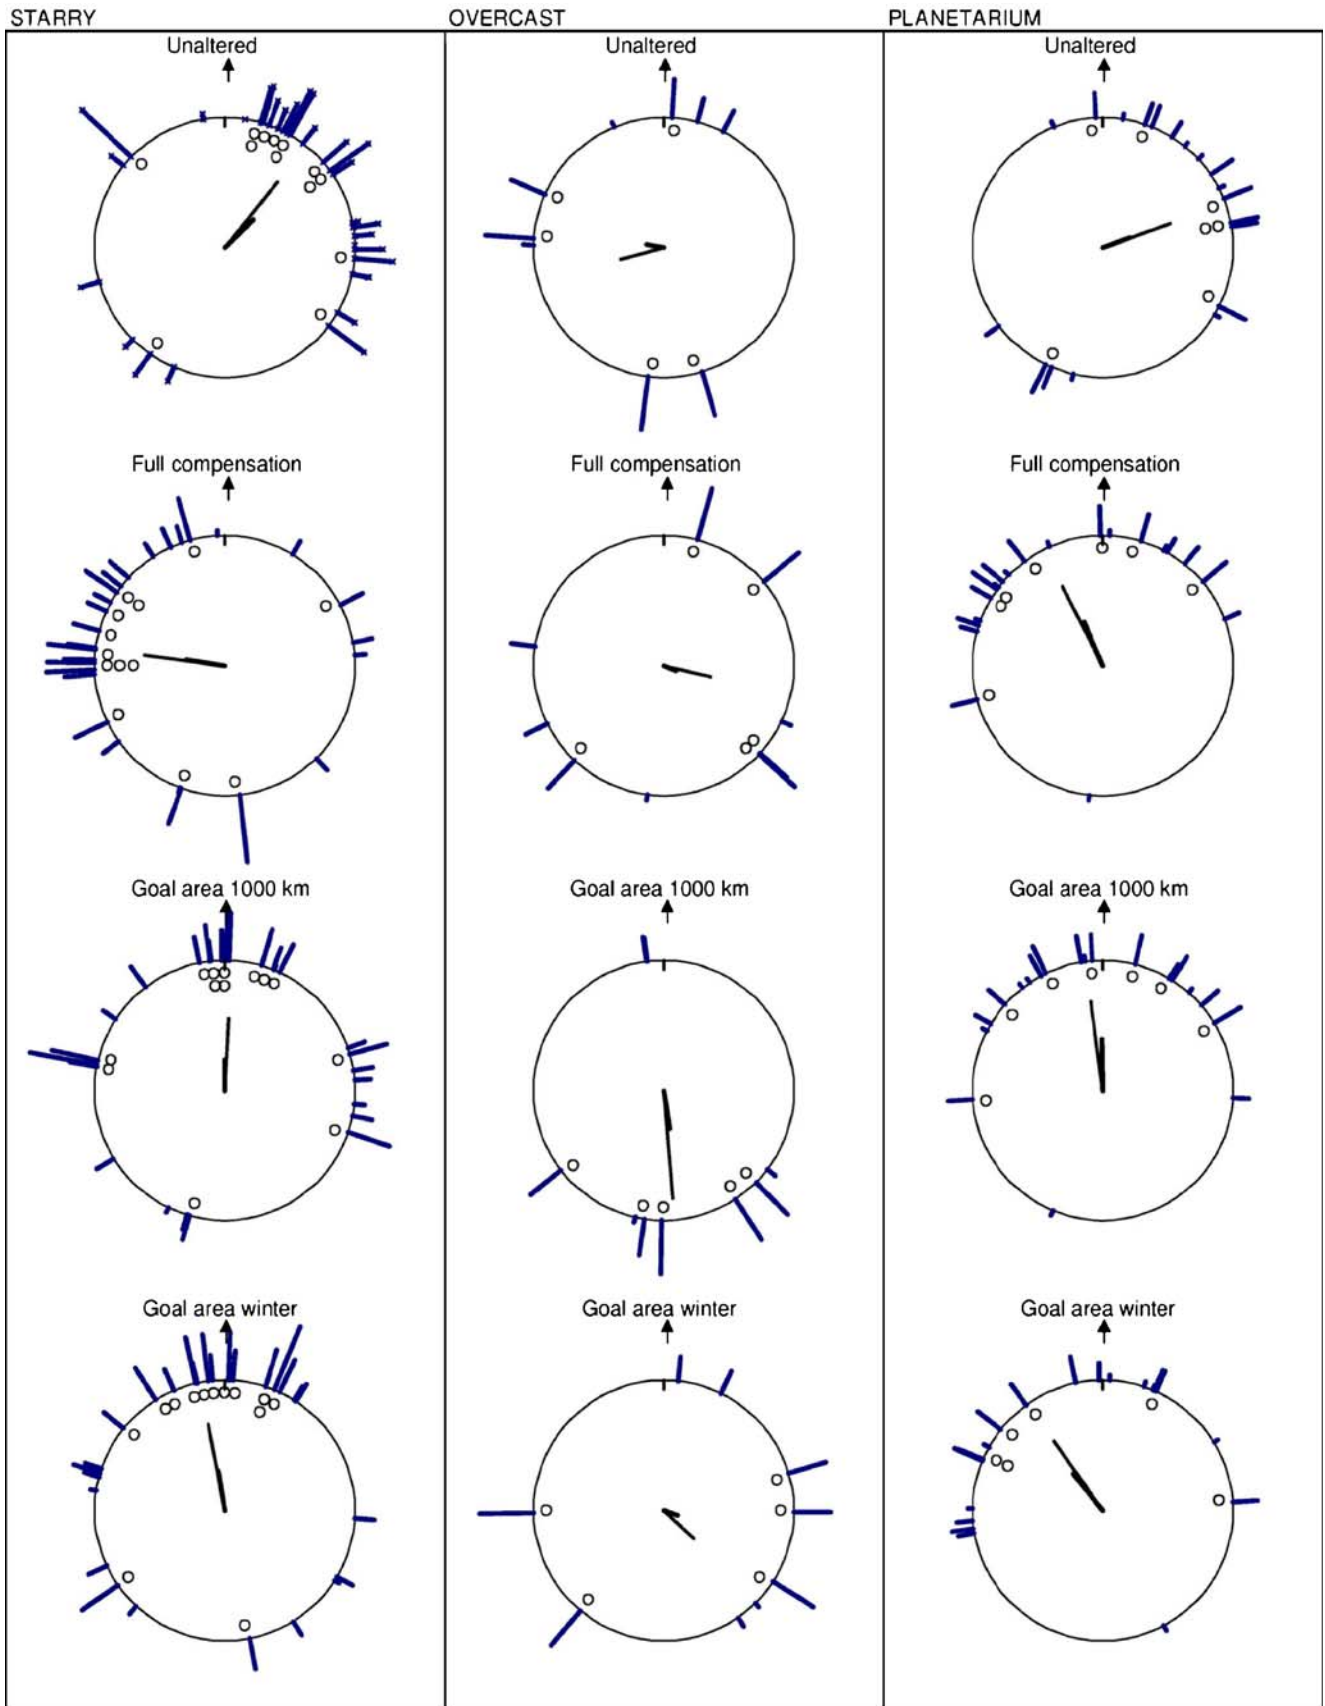 STARRY OVERCAST PLANETARIUM
Unaltered Unaltered Unaltered
Full compensation Full compensation Full compensation
Goal area 1000 km Goal area 1000 km Goal area 1000 km
Goal area winter Goal area winter Goal area winter